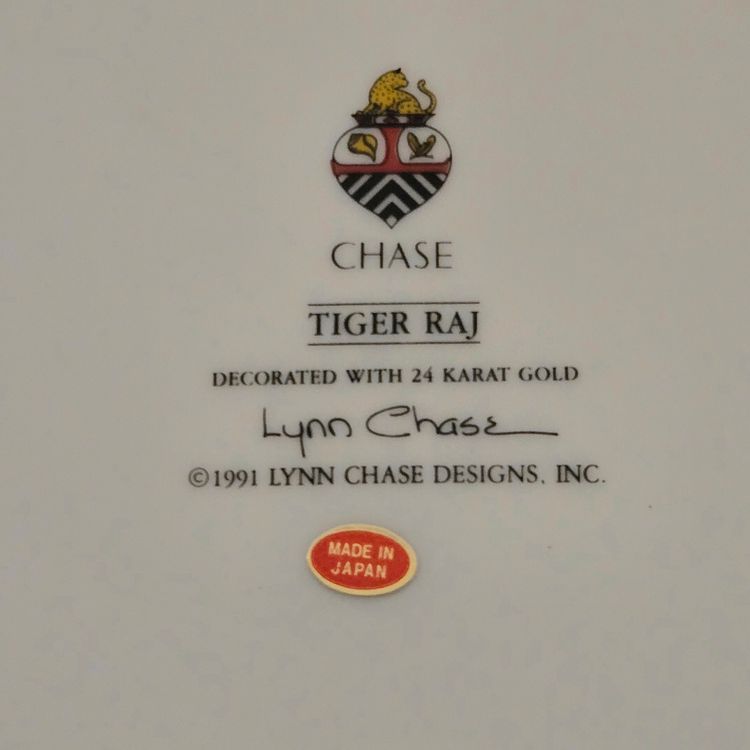 CHASE
TIGER RAJ
DECORATED WITH 24 KARAT GOLD
Lynn Chase
©1991 LYNN CHASE DESIGNS, INC.
MADE IN
JAPAN